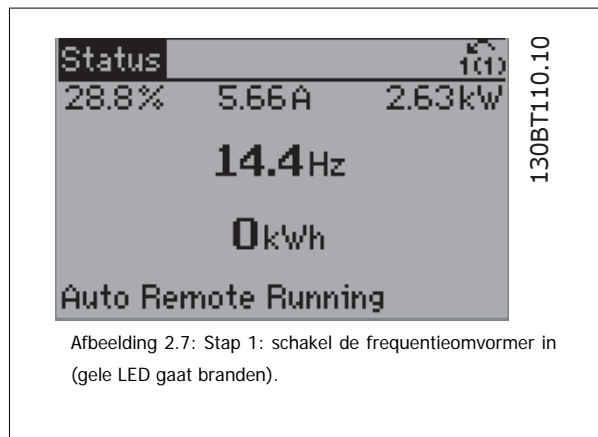 Status 1(1)
28.8% 5.66A 2.63kW
14.4Hz
0kWh
Auto Remote Running
130BT110.10
Afbeelding 2.7: Stap 1: schakel de frequentieomvormer in
(gele LED gaat branden).